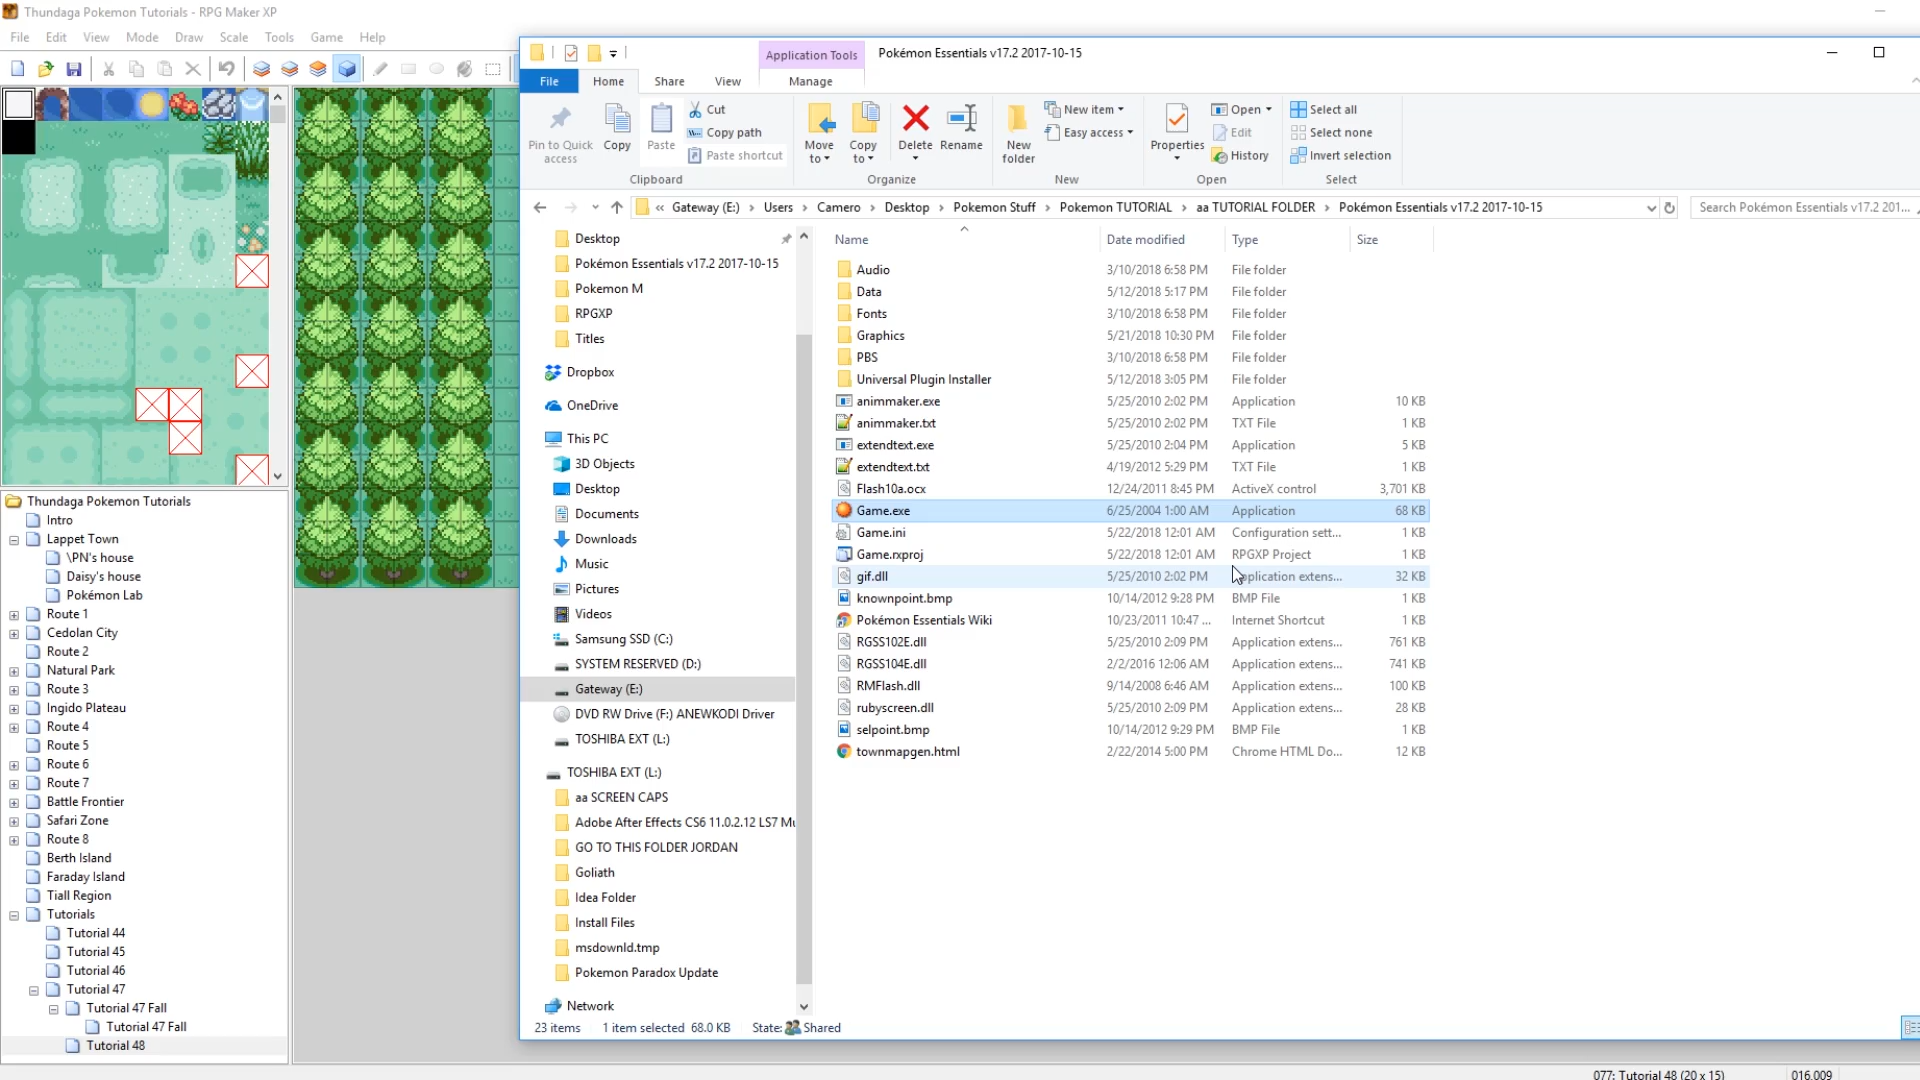 Thundaga Pokemon Tutorials - RPG Maker XP
File Edit View Mode Draw Scale Tools Game Help
Thundaga Pokemon Tutorials
Intro
Lappet Town
\PN's house
Daisy's house
Pokémon Lab
Route 1
Cedolan City
Route 2
Natural Park
Route 3
Ingido Plateau
Route 4
Route 5
Route 6
Route 7
Battle Frontier
Safari Zone
Route 8
Berth Island
Faraday Island
Tiall Region
Tutorials
Tutorial 44
Tutorial 45
Tutorial 46
Tutorial 47
Tutorial 47 Fall
Tutorial 47 Fall
Tutorial 48
Application Tools Pokémon Essentials v17.2 2017-10-15
File Home Share View Manage
Pin to Quick access
Copy
Paste
Cut
Copy path
Paste shortcut
Clipboard
Move to
Copy to
Delete
Rename
Organize
New folder
New item
Easy access
New
Properties
Open
Edit
History
Open
Select all
Select none
Invert selection
Select
« Gateway (E:) › Users › Camero › Desktop › Pokemon Stuff › Pokemon TUTORIAL › aa TUTORIAL FOLDER › Pokémon Essentials v17.2 2017-10-15
Search Pokémon Essentials v17.2 201...
Desktop
Pokémon Essentials v17.2 2017-10-15
Pokemon M
RPGXP
Titles
Dropbox
OneDrive
This PC
3D Objects
Desktop
Documents
Downloads
Music
Pictures
Videos
Samsung SSD (C:)
SYSTEM RESERVED (D:)
Gateway (E:)
DVD RW Drive (F:) ANEWKODI Driver
TOSHIBA EXT (L:)
TOSHIBA EXT (L:)
aa SCREEN CAPS
Adobe After Effects CS6 11.0.2.12 LS7 Mu
GO TO THIS FOLDER JORDAN
Goliath
Idea Folder
Install Files
msdownld.tmp
Pokemon Paradox Update
Network
Name Date modified Type Size
Audio 3/10/2018 6:58 PM File folder
Data 5/12/2018 5:17 PM File folder
Fonts 3/10/2018 6:58 PM File folder
Graphics 5/21/2018 10:30 PM File folder
PBS 3/10/2018 6:58 PM File folder
Universal Plugin Installer 5/12/2018 3:05 PM File folder
animmaker.exe 5/25/2010 2:02 PM Application 10 KB
animmaker.txt 5/25/2010 2:02 PM TXT File 1 KB
extendtext.exe 5/25/2010 2:04 PM Application 5 KB
extendtext.txt 4/19/2012 5:29 PM TXT File 1 KB
Flash10a.ocx 12/24/2011 8:45 PM ActiveX control 3,701 KB
Game.exe 6/25/2004 1:00 AM Application 68 KB
Game.ini 5/22/2018 12:01 AM Configuration sett... 1 KB
Game.rxproj 5/22/2018 12:01 AM RPGXP Project 1 KB
gif.dll 5/25/2010 2:02 PM pplication extens... 32 KB
knownpoint.bmp 10/14/2012 9:28 PM BMP File 1 KB
Pokémon Essentials Wiki 10/23/2011 10:47 ... Internet Shortcut 1 KB
RGSS102E.dll 5/25/2010 2:09 PM Application extens... 761 KB
RGSS104E.dll 2/2/2016 12:06 AM Application extens... 741 KB
RMFlash.dll 9/14/2008 6:46 AM Application extens... 100 KB
rubyscreen.dll 5/25/2010 2:09 PM Application extens... 28 KB
selpoint.bmp 10/14/2012 9:29 PM BMP File 1 KB
townmapgen.html 2/22/2014 5:00 PM Chrome HTML Do... 12 KB
23 items 1 item selected 68.0 KB State: Shared
077: Tutorial 48 (20 x 15) 016.009